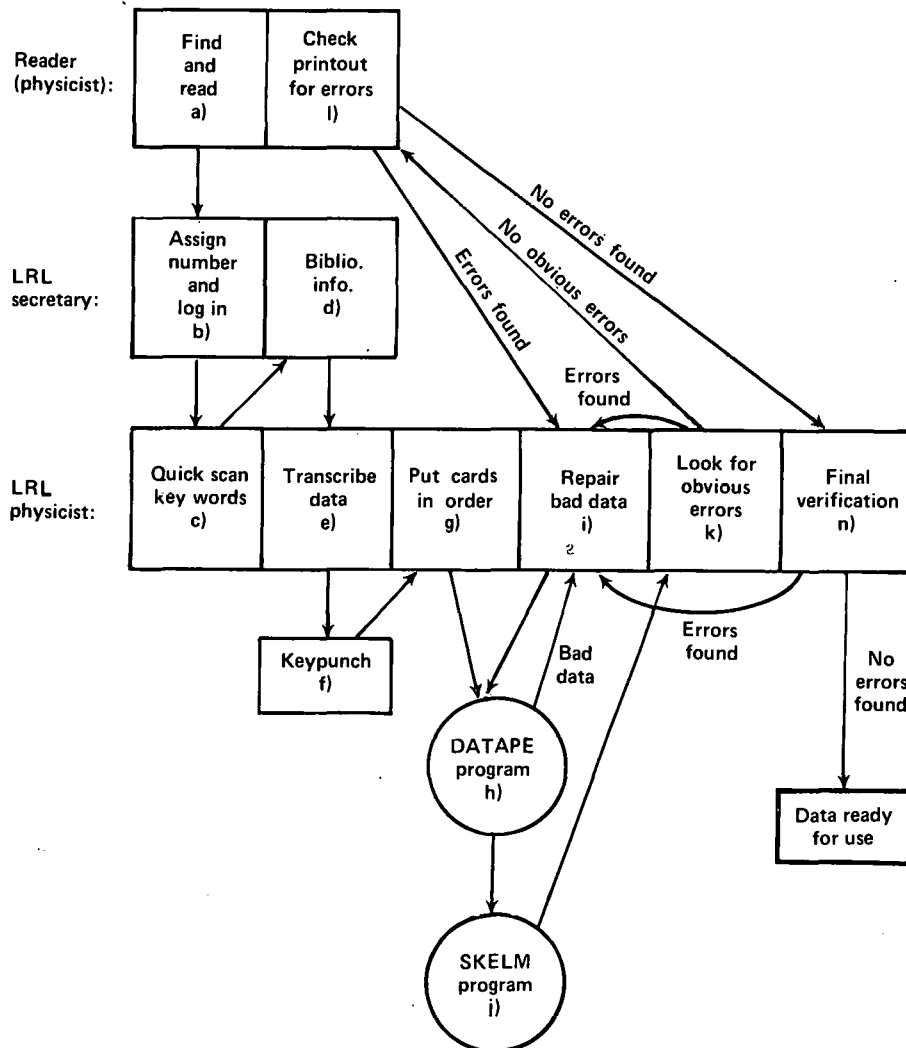 Reader
(physicist):
Find
and
read
a)
Check
printout
for errors
l)
No errors found
No obvious errors
Errors found
LRL
secretary:
Assign
number
and
log in
b)
Biblio.
info.
d)
Errors
found
LRL
physicist:
Quick scan
key words
c)
Transcribe
data
e)
Put cards
in order
g)
Repair
bad data
i)
2
Look for
obvious
errors
k)
Final
verification
n)
Keypunch
f)
Bad
data
Errors
found
No
errors
found
DATAPE
program
h)
Data ready
for use
SKELM
program
j)